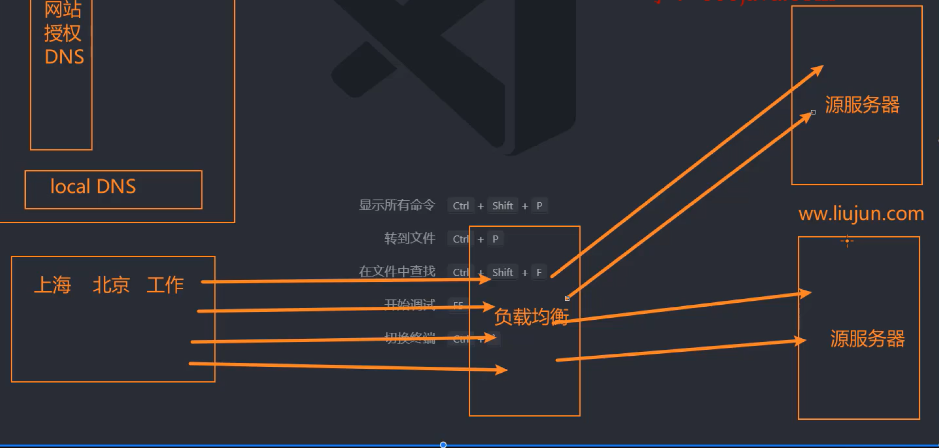 网站
授权
DNS
local DNS
显示所有命令 Ctrl + Shift + P
转到文件 Ctrl + P
在文件中查找 Ctrl + Shift + F
开始调试 F5
切换终端 Ctrl +
上海 北京 工作
负载均衡
源服务器
ww.liujun.com
源服务器